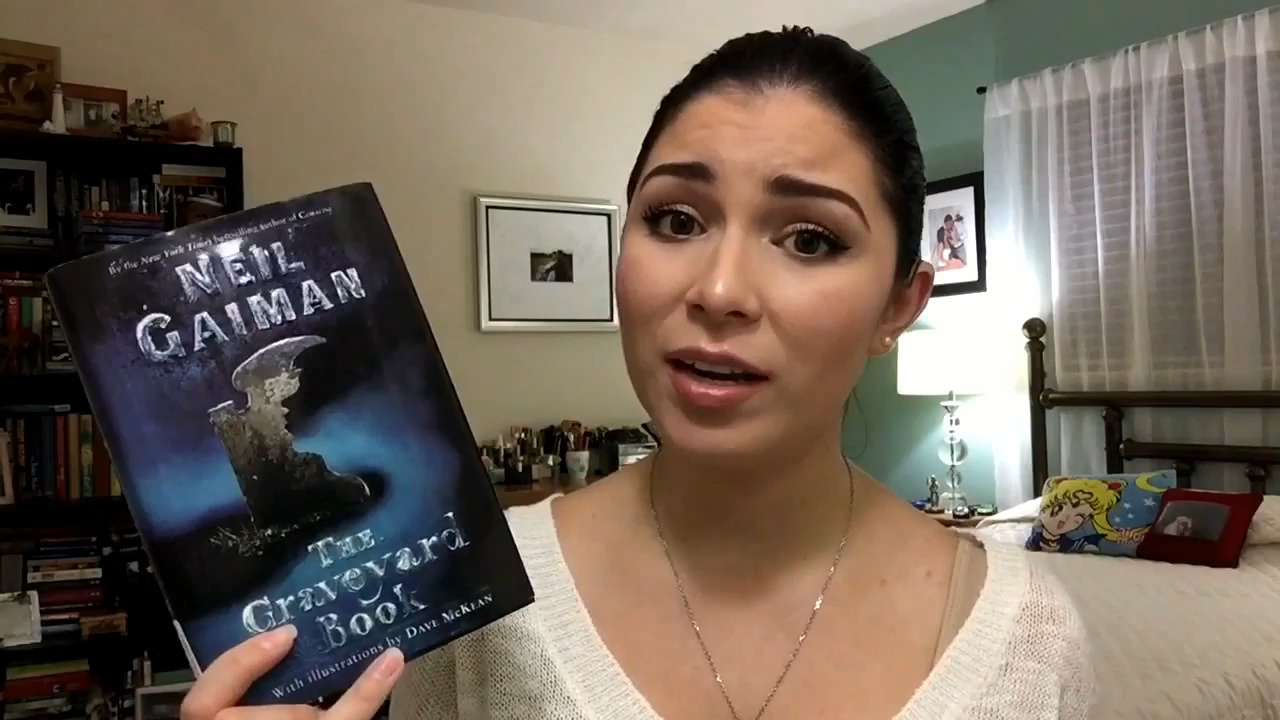 By the New York Times bestselling author of CORALINE
NEIL
GAIMAN
THE
Graveyard
Book
With illustrations by DAVE MCKEAN